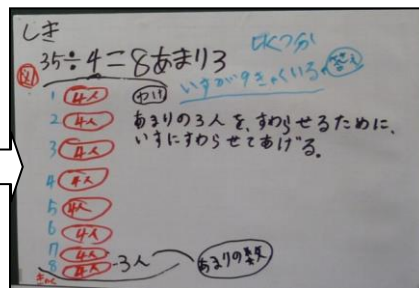 しき
35÷4=8あまり3
図
いすが9きゃくいる。 答え
1 4人
わけ
2 4人
あまりの3人を、すわらせるために、
いすにすわらせてあげる。
3 4人
4 4人
5 4人
6 4人
7 4人
8 4人 -3人
あまりの数
きゃく